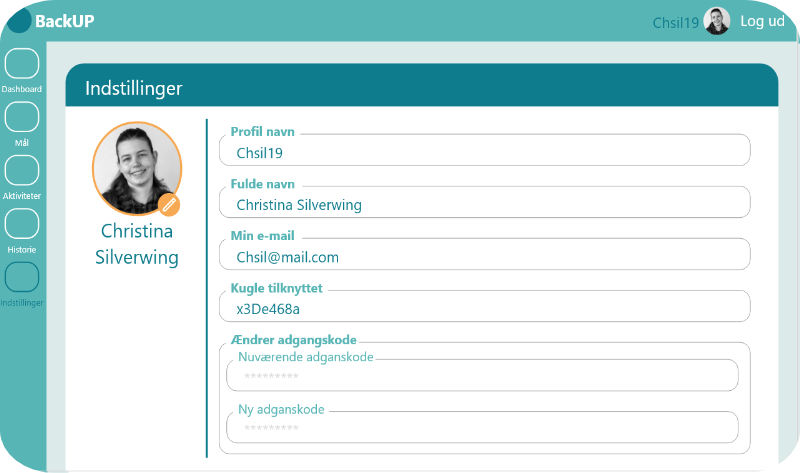 BackUP
Chsil19
Log ud
Dashboard
Mål
Aktiviteter
Historie
Indstillinger
Indstillinger
Christina
Silverwing
Profil navn
Chsil19
Fulde navn
Christina Silverwing
Min e-mail
Chsil@mail.com
Kugle tilknyttet
x3De468a
Ændrer adgangskode
Nuværende adganskode
*********
Ny adganskode
*********